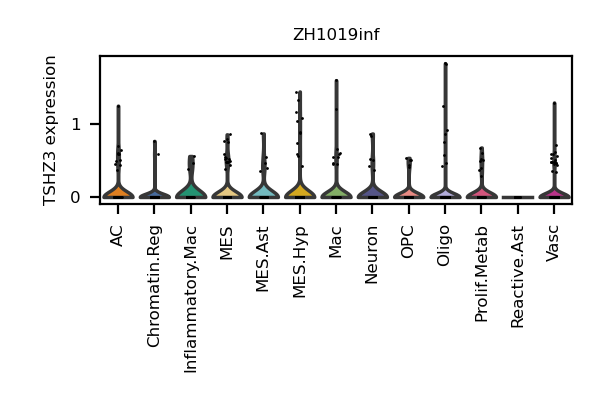 ZH1019inf
TSHZ3 expression
1
0
AC
Chromatin.Reg
Inflammatory.Mac
MES
MES.Ast
MES.Hyp
Mac
Neuron
OPC
Oligo
Prolif.Metab
Reactive.Ast
Vasc